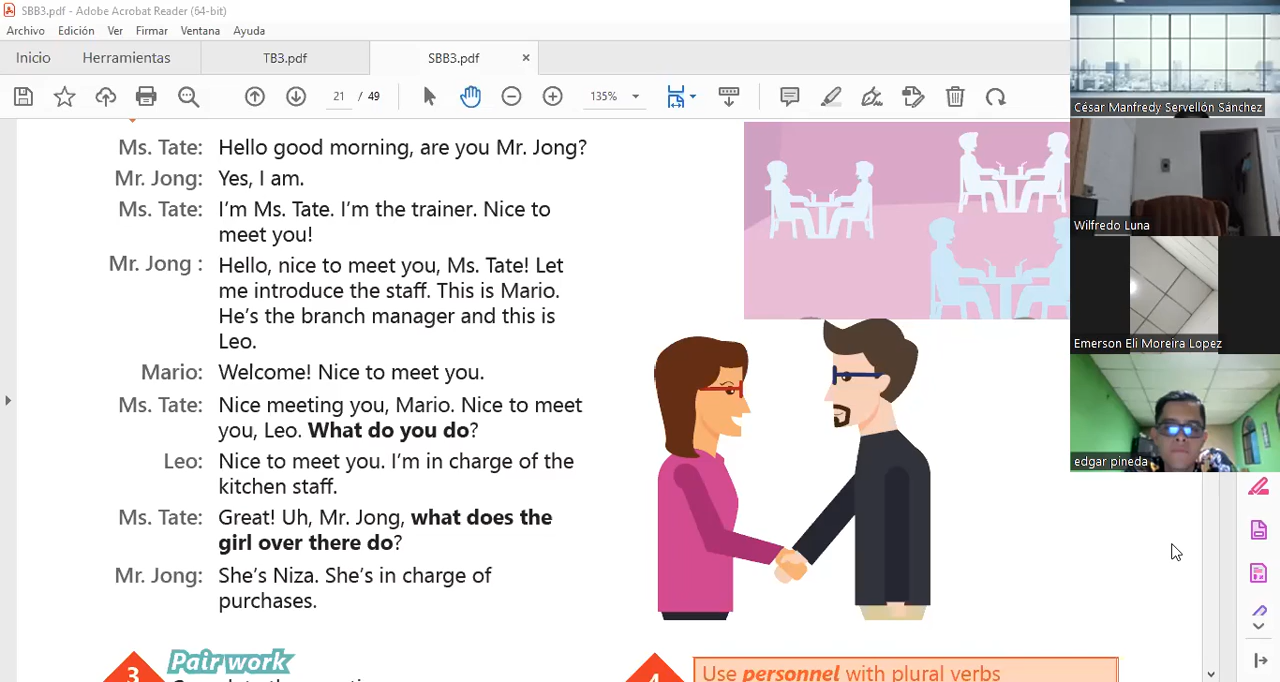 SBB3.pdf - Adobe Acrobat Reader (64-bit)
Archivo Edición Ver Firmar Ventana Ayuda
Inicio Herramientas TB3.pdf SBB3.pdf ×
21 / 49 135%
Ms. Tate: Hello good morning, are you Mr. Jong?
Mr. Jong: Yes, I am.
Ms. Tate: I'm Ms. Tate. I'm the trainer. Nice to
meet you!
Mr. Jong : Hello, nice to meet you, Ms. Tate! Let
me introduce the staff. This is Mario.
He's the branch manager and this is
Leo.
Mario: Welcome! Nice to meet you.
Ms. Tate: Nice meeting you, Mario. Nice to meet
you, Leo. What do you do?
Leo: Nice to meet you. I'm in charge of the
kitchen staff.
Ms. Tate: Great! Uh, Mr. Jong, what does the
girl over there do?
Mr. Jong: She's Niza. She's in charge of
purchases.
3 Pair work
4 Use personnel with plural verbs
César Manfredy Servellón Sánchez
Wilfredo Luna
Emerson Eli Moreira Lopez
edgar pineda